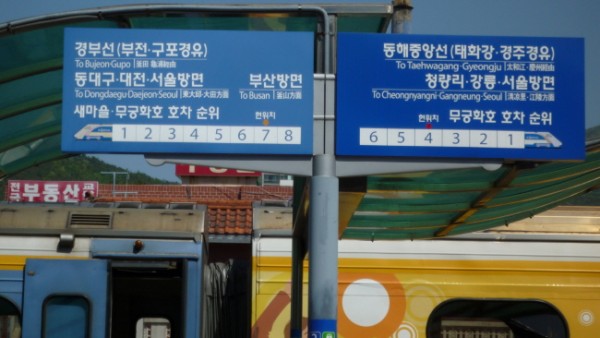 경부선(부전·구포경유)
To Bujeon·Gupo
동대구·대전·서울방면
To Dongdaegu·Daejeon·Seoul
부산방면
To Busan
새마을·무궁화호 호차 순위
현위치
1 2 3 4 5 6 7 8
동해중앙선(태화강·경주경유)
To Taehwagang·Gyeongju
청량리·강릉·서울방면
To Cheongnyangni·Gangneung·Seoul
현위치
무궁화호 호차 순위
6 5 4 3 2 1
전국부동산